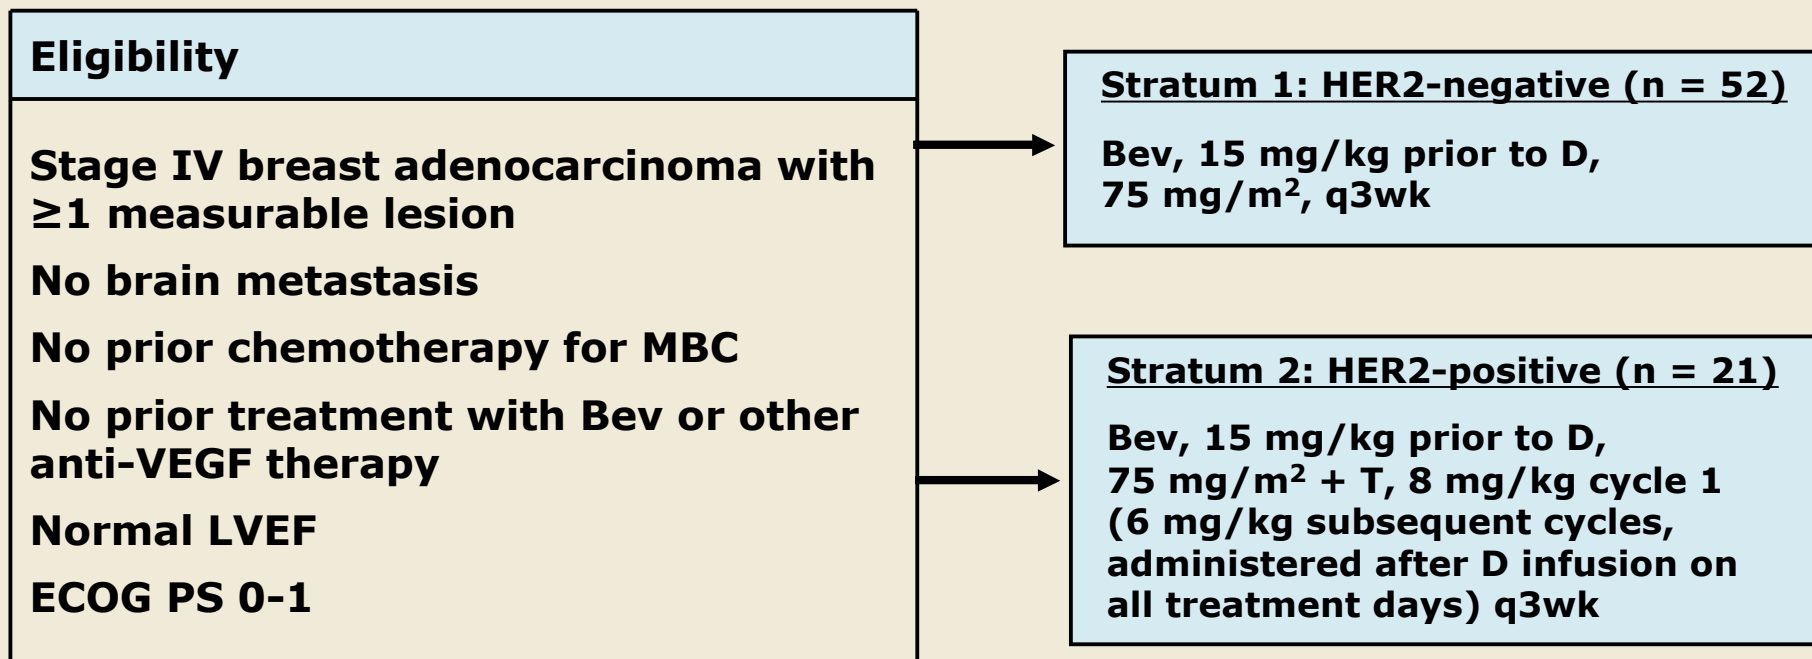 Eligibility
Stage IV breast adenocarcinoma with
≥1 measurable lesion
No brain metastasis
No prior chemotherapy for MBC
No prior treatment with Bev or other
anti-VEGF therapy
Normal LVEF
ECOG PS 0-1
Stratum 1: HER2-negative (n = 52)
Bev, 15 mg/kg prior to D,
75 mg/m², q3wk
Stratum 2: HER2-positive (n = 21)
Bev, 15 mg/kg prior to D,
75 mg/m² + T, 8 mg/kg cycle 1
(6 mg/kg subsequent cycles,
administered after D infusion on
all treatment days) q3wk